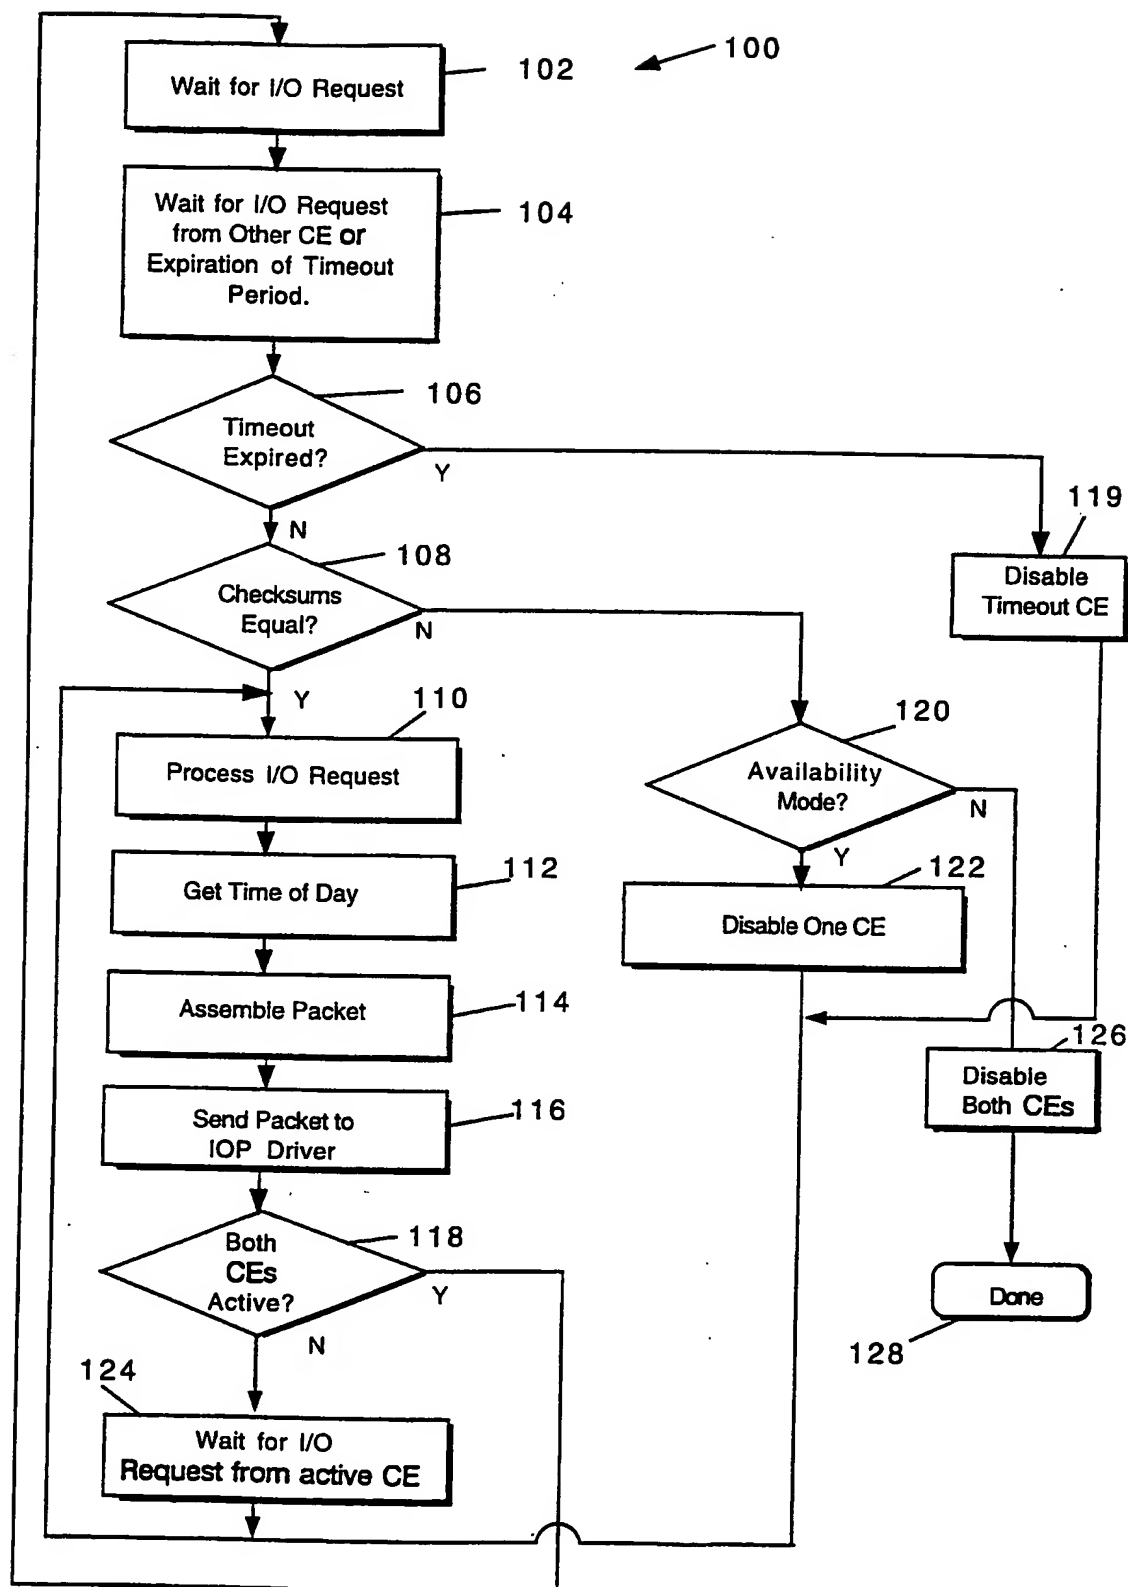 100
Wait for I/O Request
102
Wait for I/O Request
from Other CE or
Expiration of Timeout
Period.
104
106
Timeout
Expired?
Y
N
119
Disable
Timeout CE
108
Checksums
Equal?
N
Y
110
Process I/O Request
120
Availability
Mode?
N
Y
112
Get Time of Day
122
Disable One CE
114
Assemble Packet
126
Disable
Both CEs
116
Send Packet to
IOP Driver
118
Both
CEs
Active?
Y
N
Done
128
124
Wait for I/O
Request from active CE